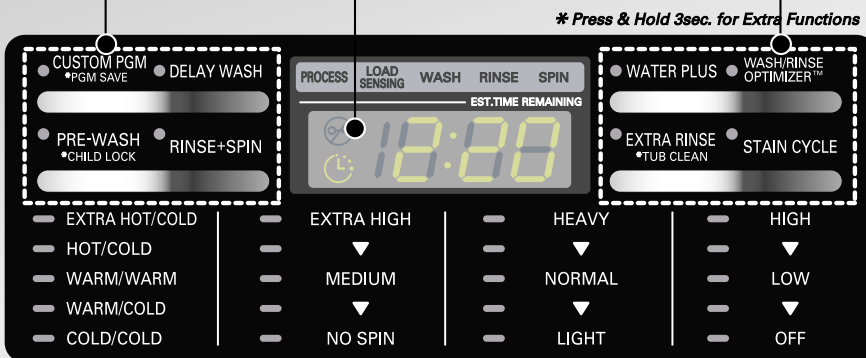 * Press & Hold 3sec. for Extra Functions
CUSTOM PGM
*PGM SAVE
DELAY WASH
PRE-WASH
*CHILD LOCK
RINSE+SPIN
PROCESS LOAD SENSING WASH RINSE SPIN
EST.TIME REMAINING
2:20
WATER PLUS
WASH/RINSE
OPTIMIZER™
EXTRA RINSE
*TUB CLEAN
STAIN CYCLE
EXTRA HOT/COLD
HOT/COLD
WARM/WARM
WARM/COLD
COLD/COLD
EXTRA HIGH
MEDIUM
NO SPIN
HEAVY
NORMAL
LIGHT
HIGH
LOW
OFF